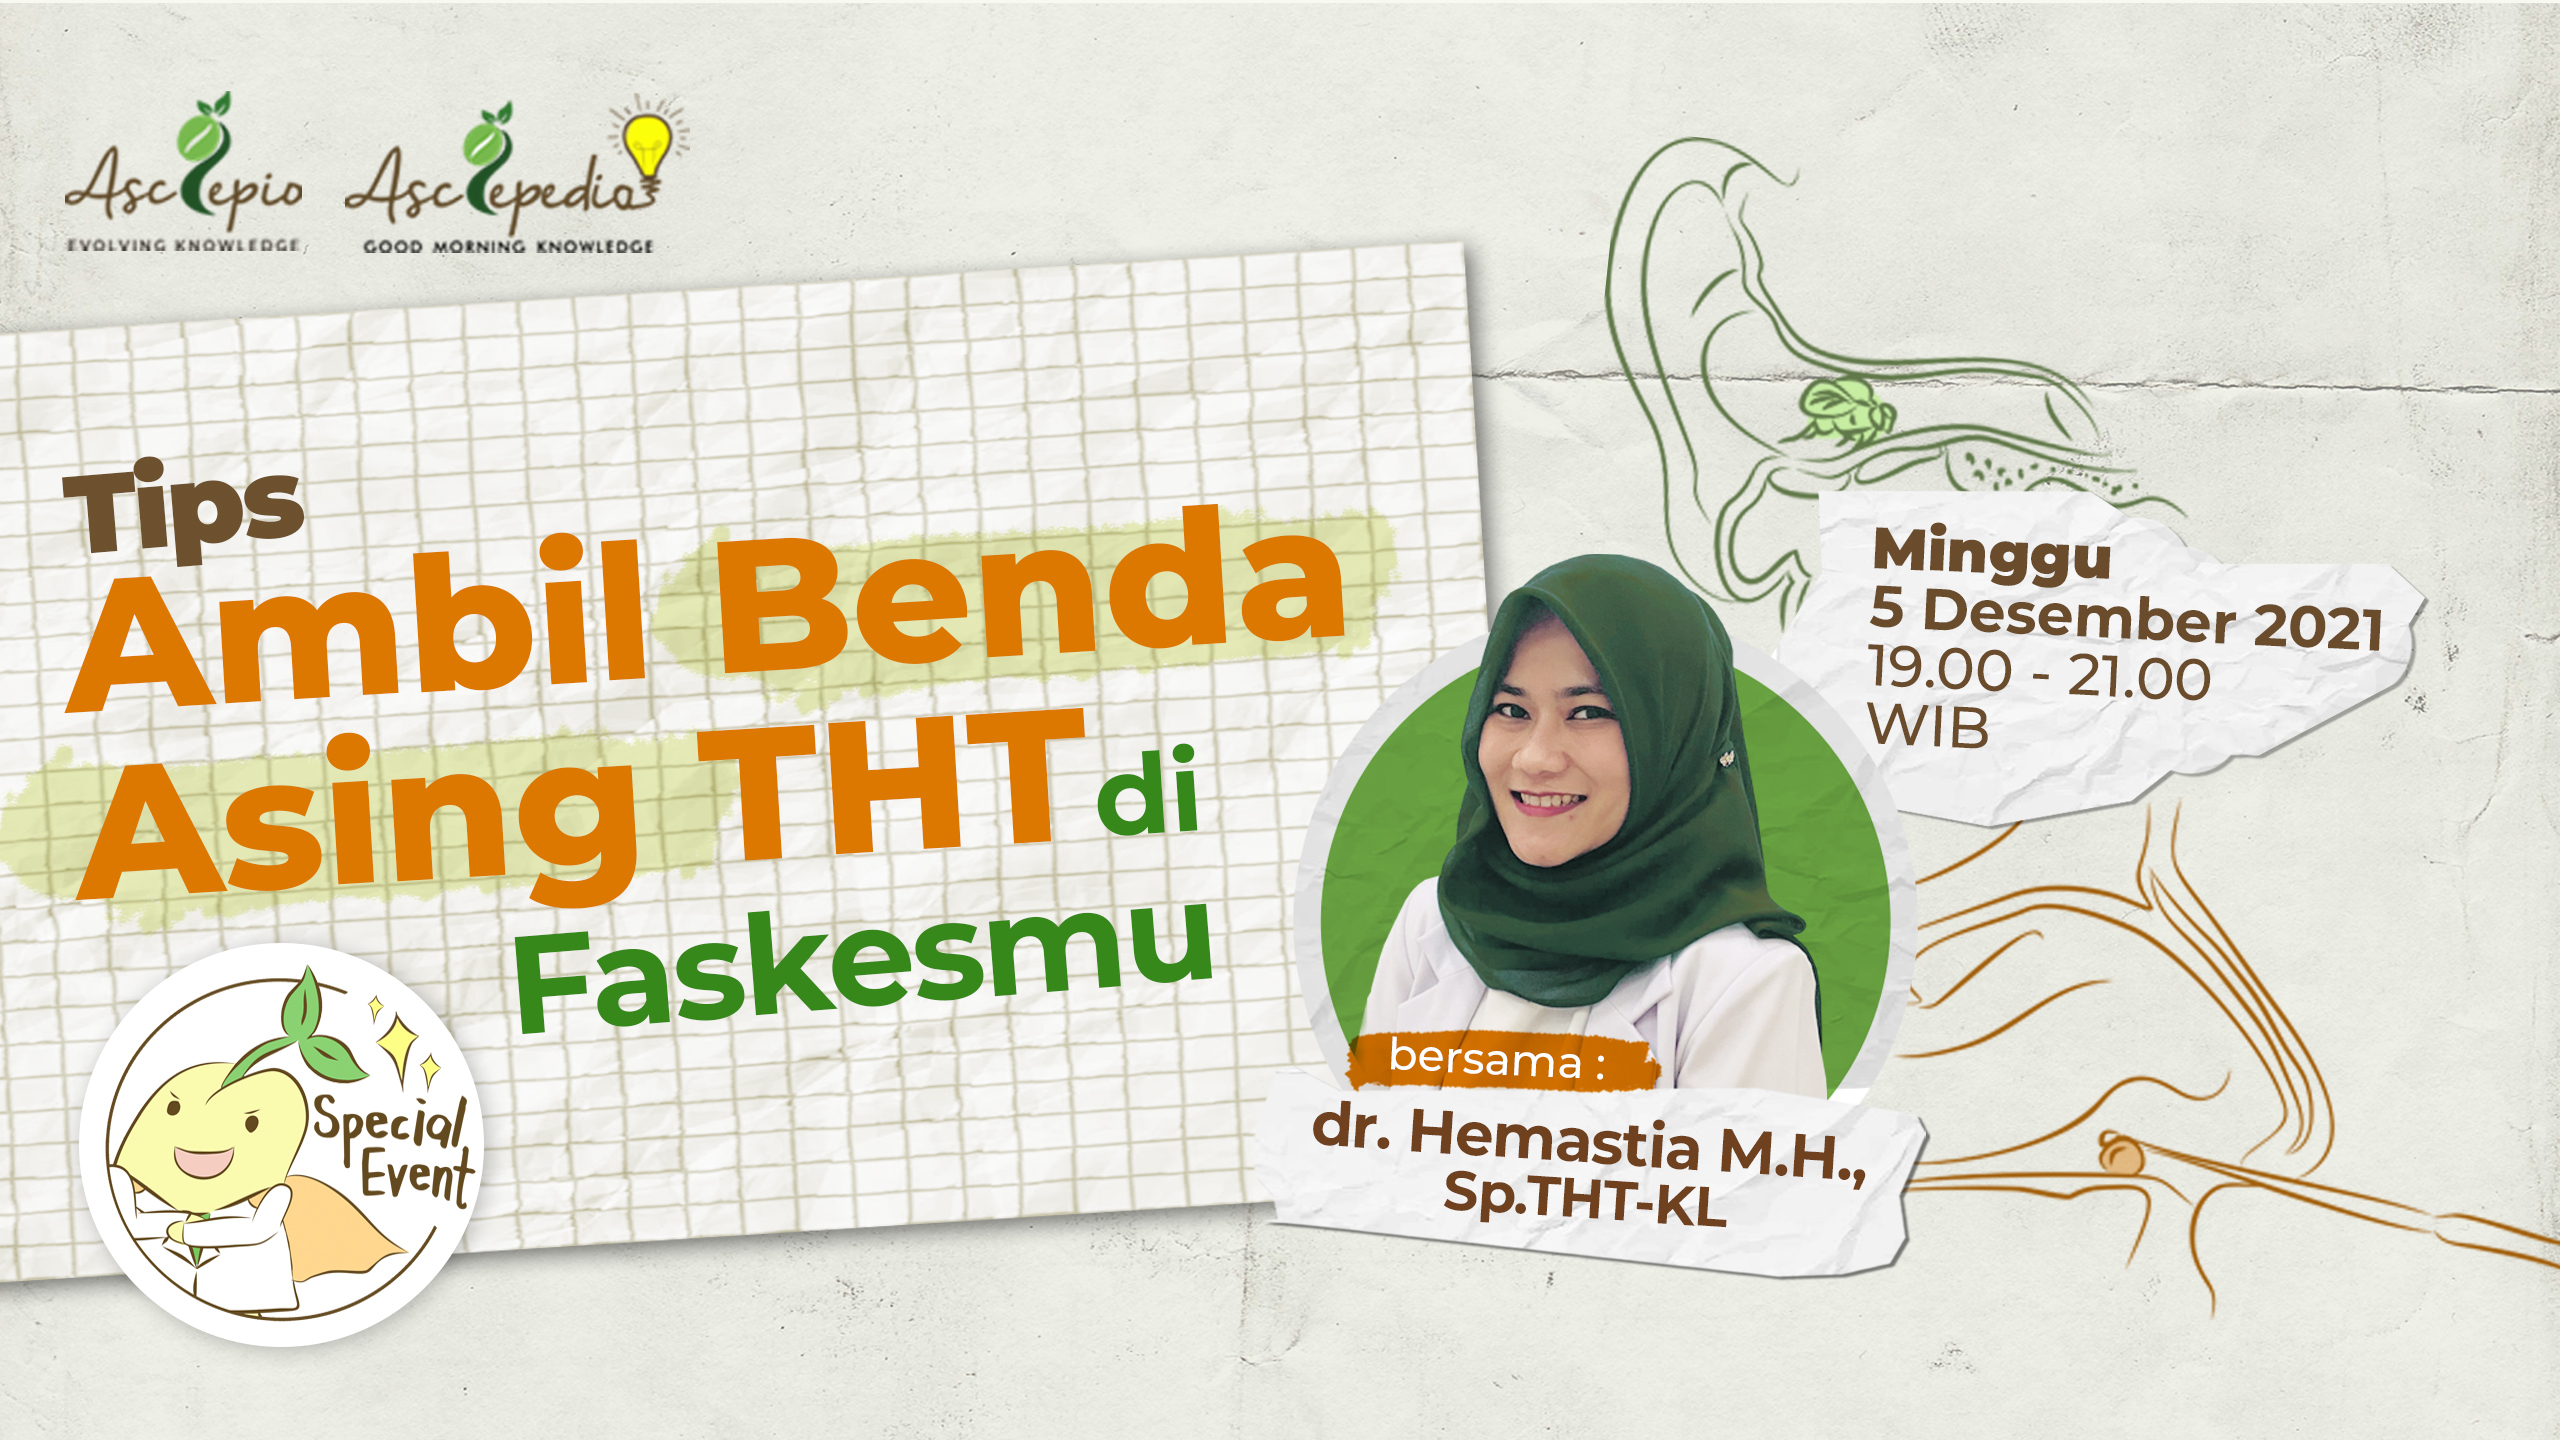 Asclepio
EVOLVING KNOWLEDGE
Asclepedia
GOOD MORNING KNOWLEDGE
Tips
Ambil Benda
Asing THT di
Faskesmu
Special
Event
Minggu
5 Desember 2021
19.00 - 21.00
WIB
bersama :
dr. Hemastia M.H.,
Sp.THT-KL